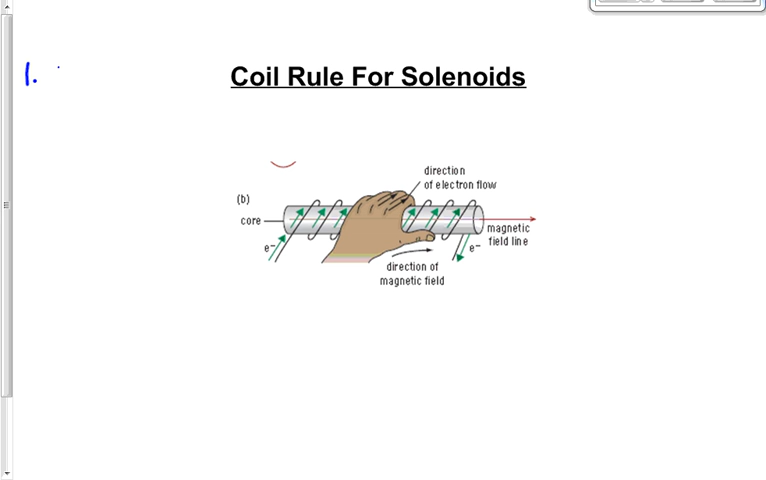 1.
Coil Rule For Solenoids
direction
of electron flow
(b)
core
e⁻
magnetic
field line
e⁻
direction of
magnetic field